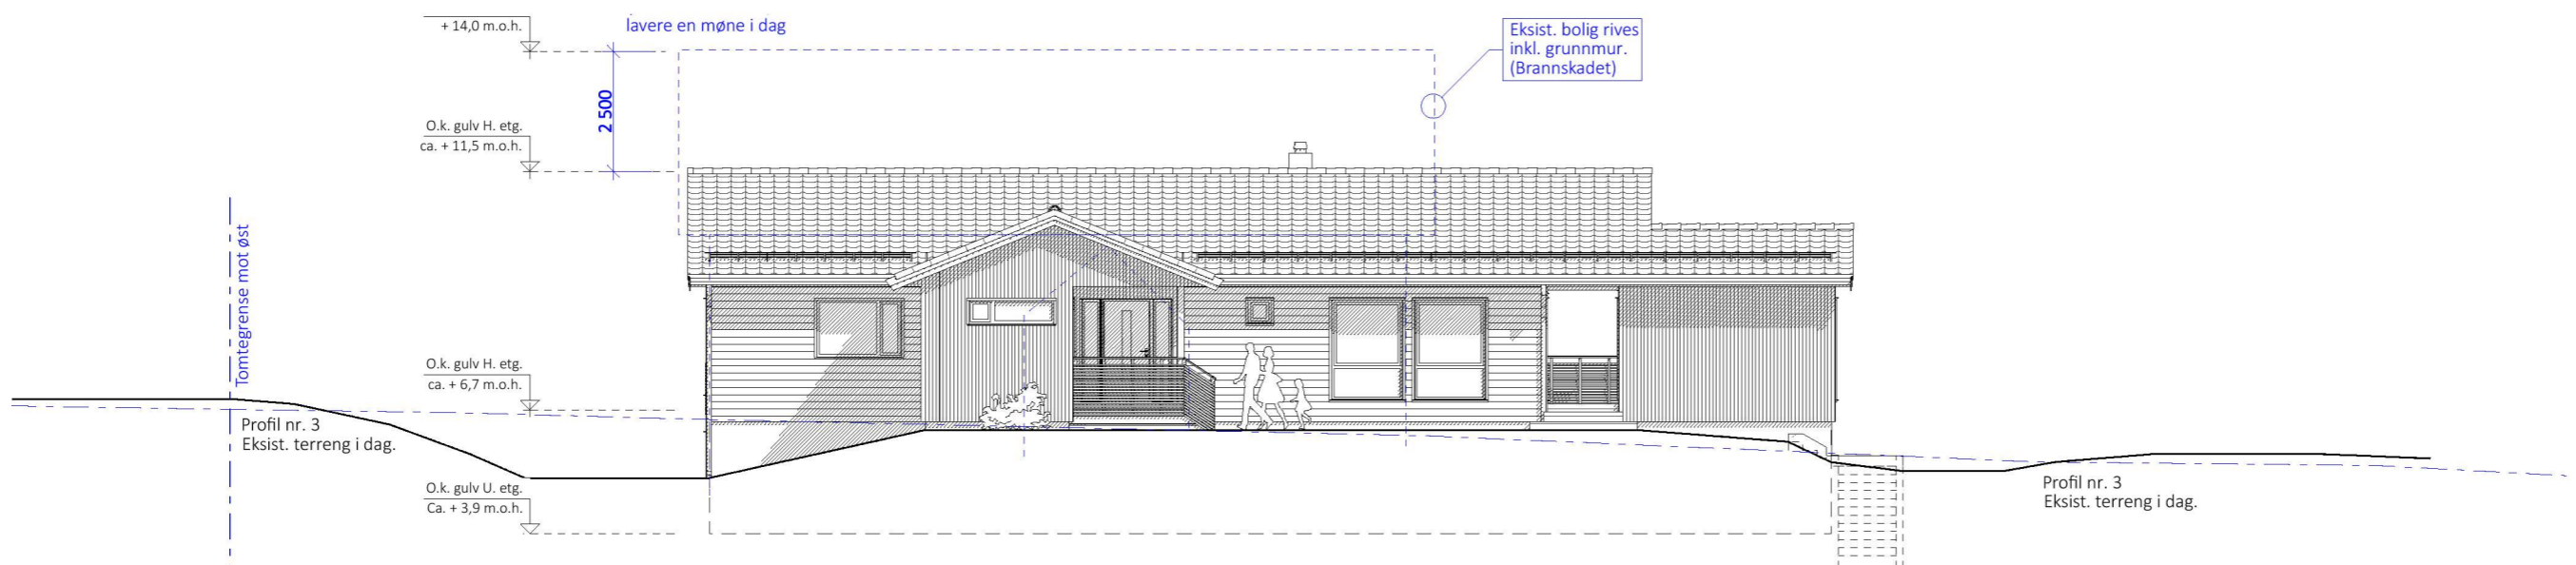 + 14,0 m.o.h.
lavere en møne i dag
Eksist. bolig rives
inkl. grunnmur.
(Brannskadet)
2 500
O.k. gulv H. etg.
ca. + 11,5 m.o.h.
Tomtegrense mot øst
O.k. gulv H. etg.
ca. + 6,7 m.o.h.
Profil nr. 3
Eksist. terreng i dag.
O.k. gulv U. etg.
Ca. + 3,9 m.o.h.
Profil nr. 3
Eksist. terreng i dag.